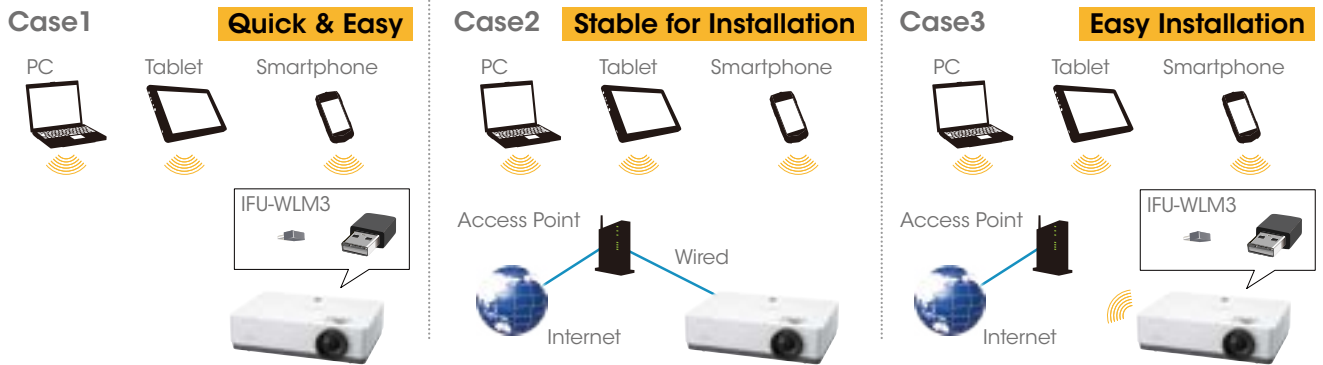 Case1
Quick & Easy
PC
Tablet
Smartphone
IFU-WLM3
Case2
Stable for Installation
PC
Tablet
Smartphone
Access Point
Wired
Internet
Case3
Easy Installation
PC
Tablet
Smartphone
Access Point
IFU-WLM3
Internet